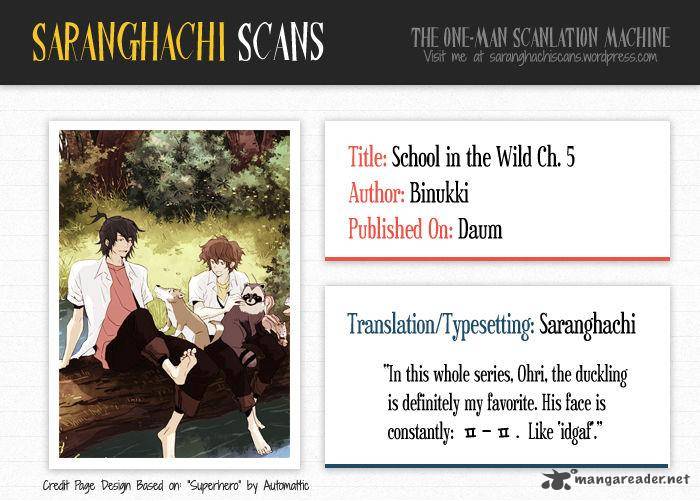 SARANGHACHI SCANS
THE ONE-MAN SCANLATION MACHINE
Visit me at saranghachiscans.wordpress.com
Title: School in the Wild Ch. 5
Author: Binukki
Published On: Daum
Translation/Typesetting: Saranghachi
"In this whole series, Ohri, the duckling
is definitely my favorite. His face is
constantly: ㅍ - ㅍ . Like 'idgaf'."
Credit Page Design Based on: "Superhero" by Automattic
mangareader.net